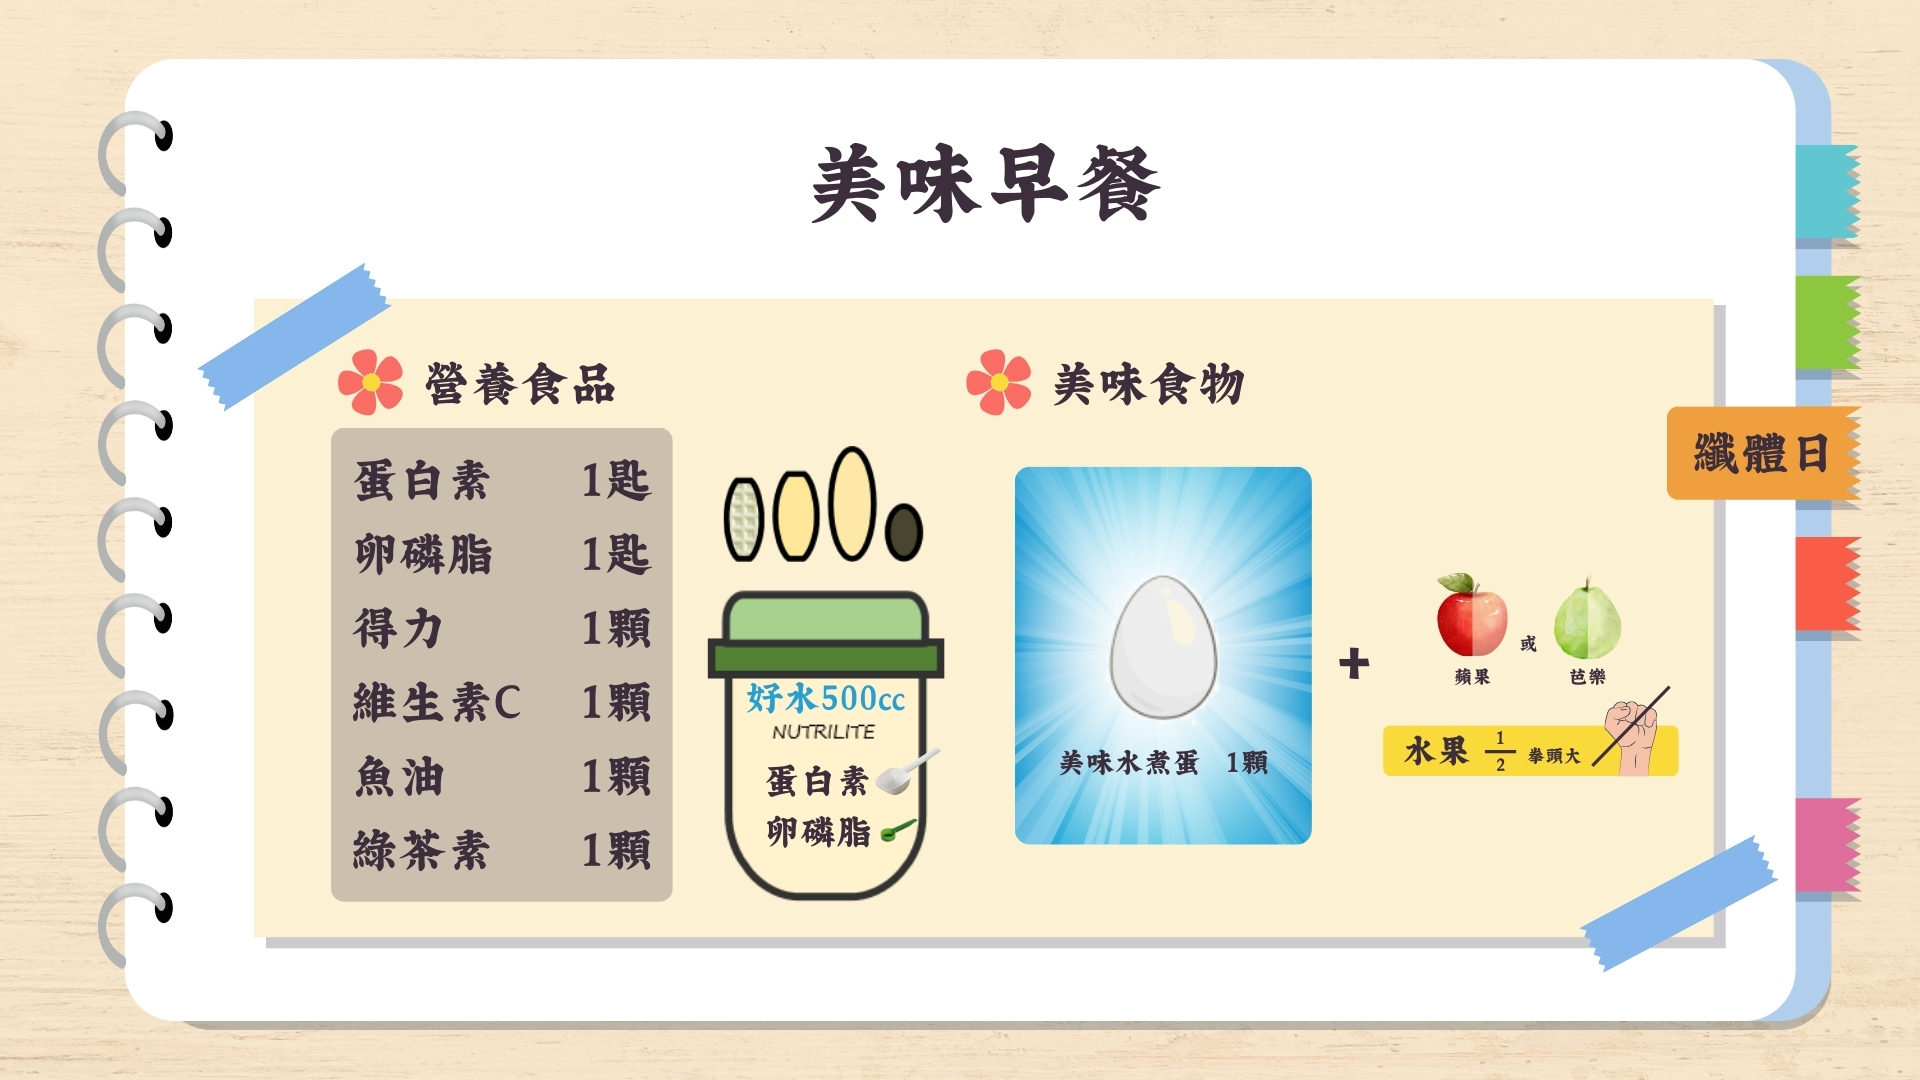 美味早餐
營養食品
蛋白素 1匙
卵磷脂 1匙
得力 1顆
維生素C 1顆
魚油 1顆
綠茶素 1顆
好水500cc
NUTRILITE
蛋白素
卵磷脂
美味食物
美味水煮蛋 1顆
+
蘋果
或
芭樂
水果 1/2 拳頭大
纖體日